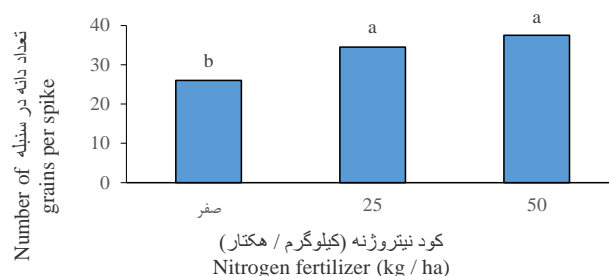 تعداد دانه در سنبله
Number of
grains per spike
40
30
20
10
0
b
a
a
صفر
25
50
کود نیتروژنه (کیلوگرم / هکتار)
Nitrogen fertilizer (kg / ha)